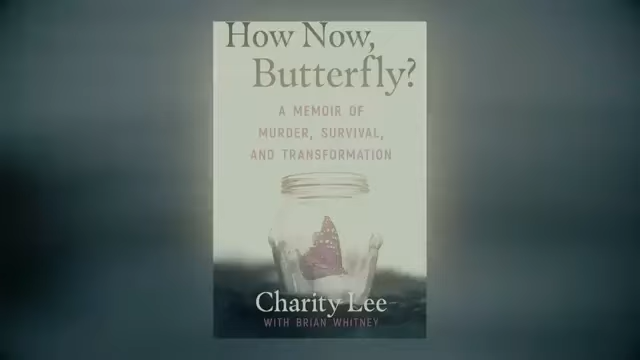 How Now,
Butterfly?
A MEMOIR OF
MURDER, SURVIVAL,
AND TRANSFORMATION
Charity Lee
WITH BRIAN WHITNEY